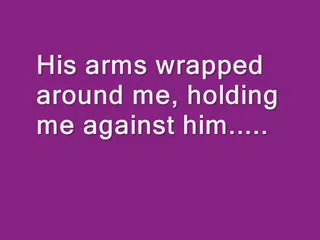 His arms wrapped
around me, holding
me against him.....